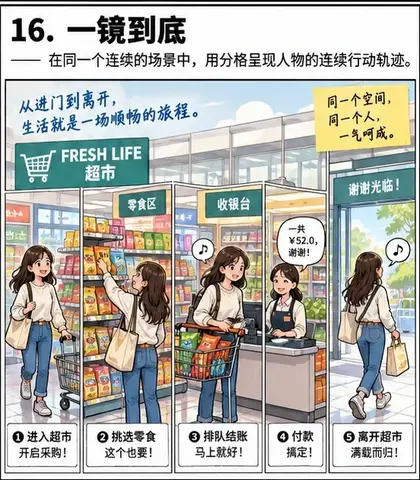 16. 一镜到底
—— 在同一个连续的场景中，用分格呈现人物的连续行动轨迹。
从进门到离开，
生活就是一场顺畅的旅程。
同一个空间，
同一个人，
一气呵成。
FRESH LIFE
超市
零食区
收银台
谢谢光临！
一共
￥52.0，
谢谢！
♪
♪
❶ 进入超市
开启采购！
❷ 挑选零食
这个也要！
❸ 排队结账
马上就好！
❹ 付款
搞定！
❺ 离开超市
满载而归！